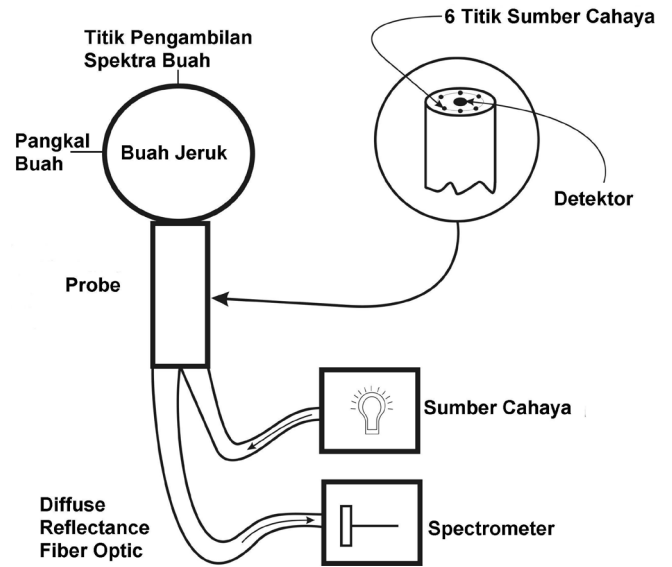 6 Titik Sumber Cahaya
Titik Pengambilan
Spektra Buah
Pangkal
Buah
Buah Jeruk
Detektor
Probe
Sumber Cahaya
Diffuse
Reflectance
Fiber Optic
Spectrometer